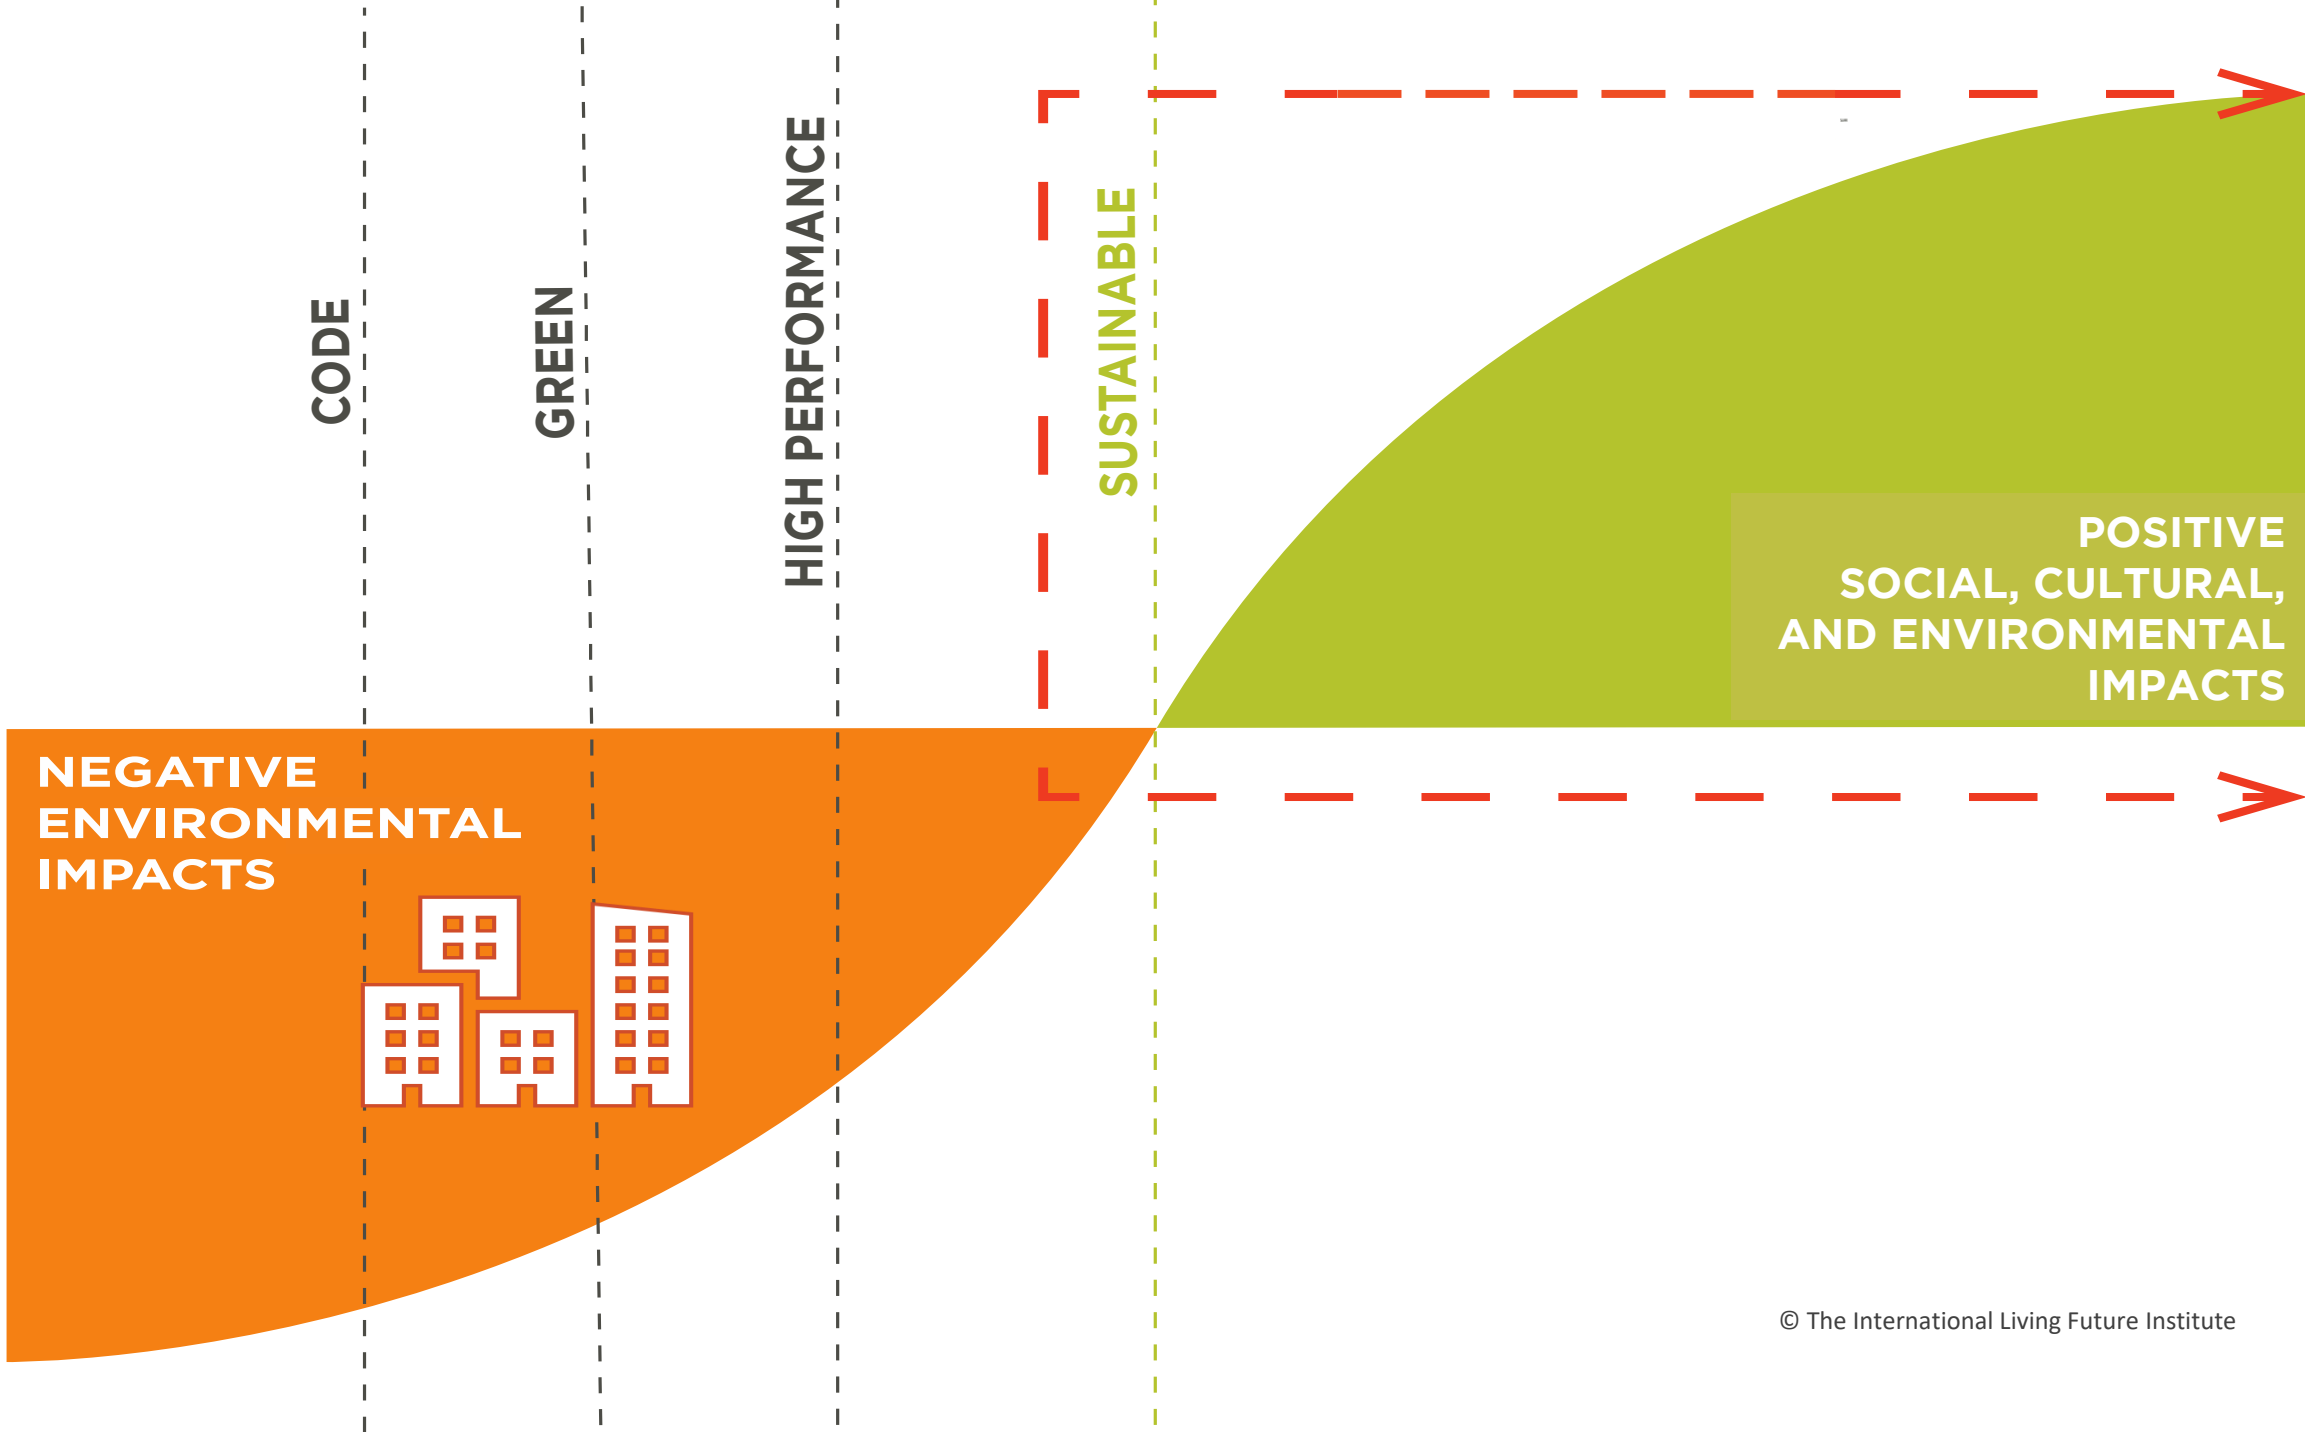 CODE
GREEN
HIGH PERFORMANCE
SUSTAINABLE
POSITIVE
SOCIAL, CULTURAL,
AND ENVIRONMENTAL
IMPACTS
NEGATIVE
ENVIRONMENTAL
IMPACTS
© The International Living Future Institute